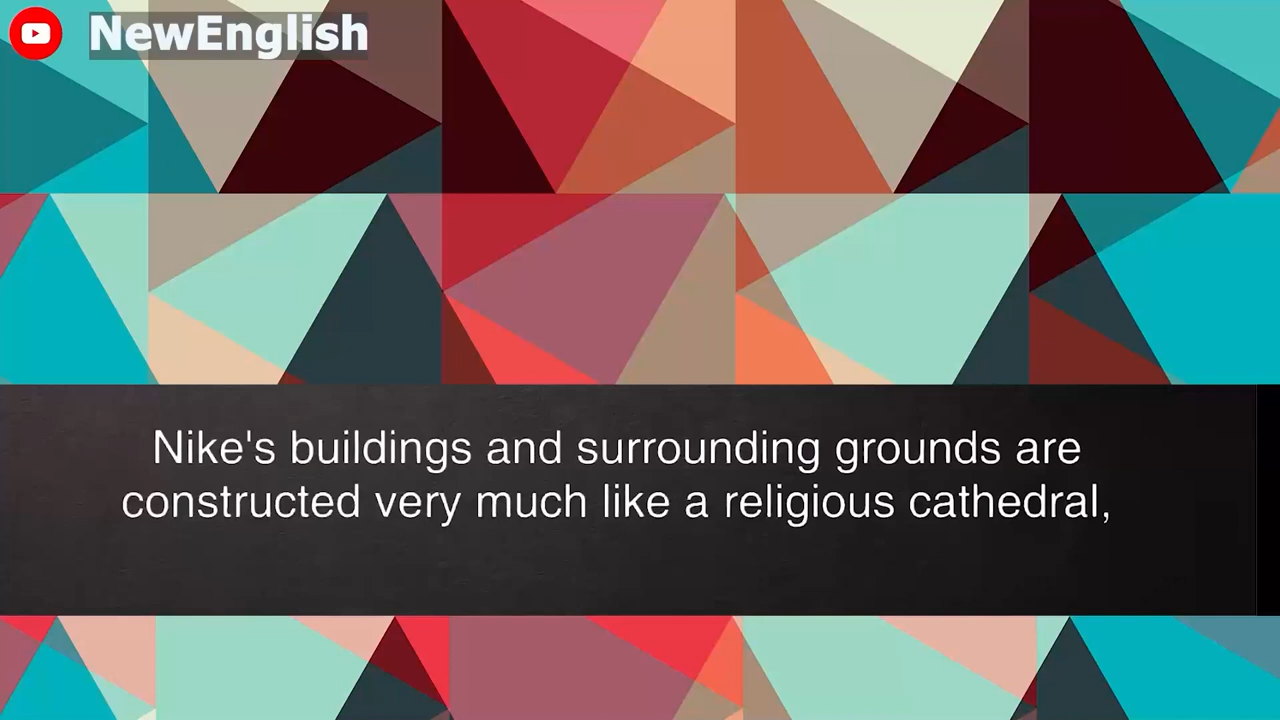 NewEnglish
Nike's buildings and surrounding grounds are
constructed very much like a religious cathedral,